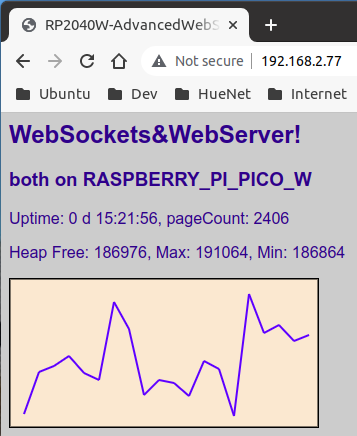 RP2040W-AdvancedWebS
Not secure | 192.168.2.77
Ubuntu Dev HueNet Internet
WebSockets&WebServer!
both on RASPBERRY_PI_PICO_W
Uptime: 0 d 15:21:56, pageCount: 2406
Heap Free: 186976, Max: 191064, Min: 186864